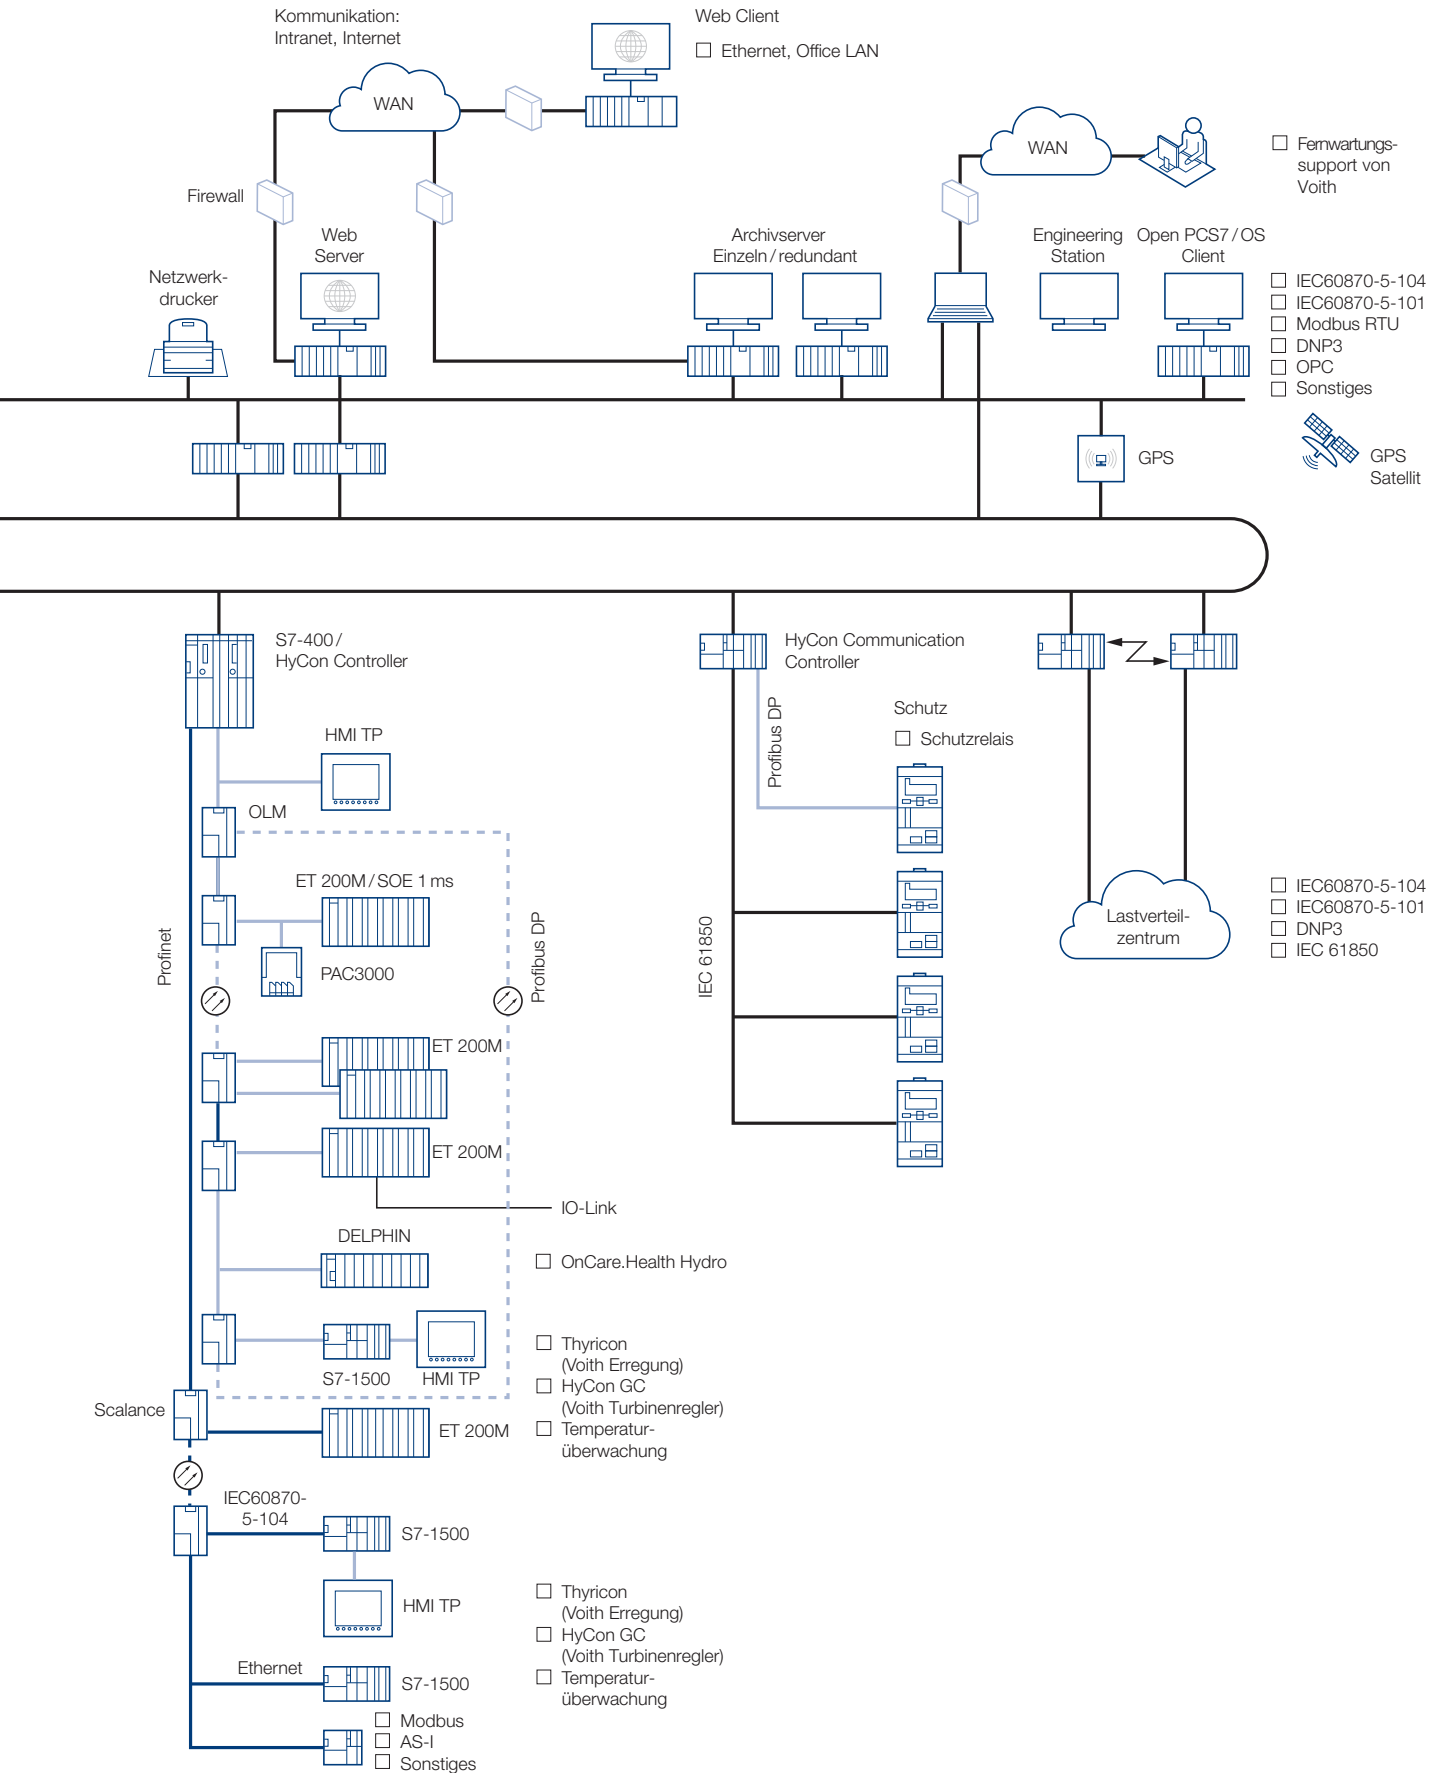 Kommunikation:
Intranet, Internet
Web Client
☐ Ethernet, Office LAN
WAN
WAN
☐ Fernwartungs-
support von
Voith
Firewall
Web
Server
Archivserver
Einzeln / redundant
Engineering
Station
Open PCS7 / OS
Client
Netzwerk-
drucker
☐ IEC60870-5-104
☐ IEC60870-5-101
☐ Modbus RTU
☐ DNP3
☐ OPC
☐ Sonstiges
GPS
GPS
Satellit
S7-400 /
HyCon Controller
HyCon Communication
Controller
Profibus DP
Schutz
☐ Schutzrelais
HMI TP
OLM
ET 200M / SOE 1 ms
PAC3000
Profinet
Profibus DP
IEC 61850
Lastverteil-
zentrum
☐ IEC60870-5-104
☐ IEC60870-5-101
☐ DNP3
☐ IEC 61850
ET 200M
ET 200M
IO-Link
DELPHIN
☐ OnCare.Health Hydro
S7-1500
HMI TP
☐ Thyricon
(Voith Erregung)
☐ HyCon GC
(Voith Turbinenregler)
☐ Temperatur-
überwachung
Scalance
ET 200M
IEC60870-
5-104
S7-1500
HMI TP
☐ Thyricon
(Voith Erregung)
☐ HyCon GC
(Voith Turbinenregler)
☐ Temperatur-
überwachung
Ethernet
S7-1500
☐ Modbus
☐ AS-I
☐ Sonstiges